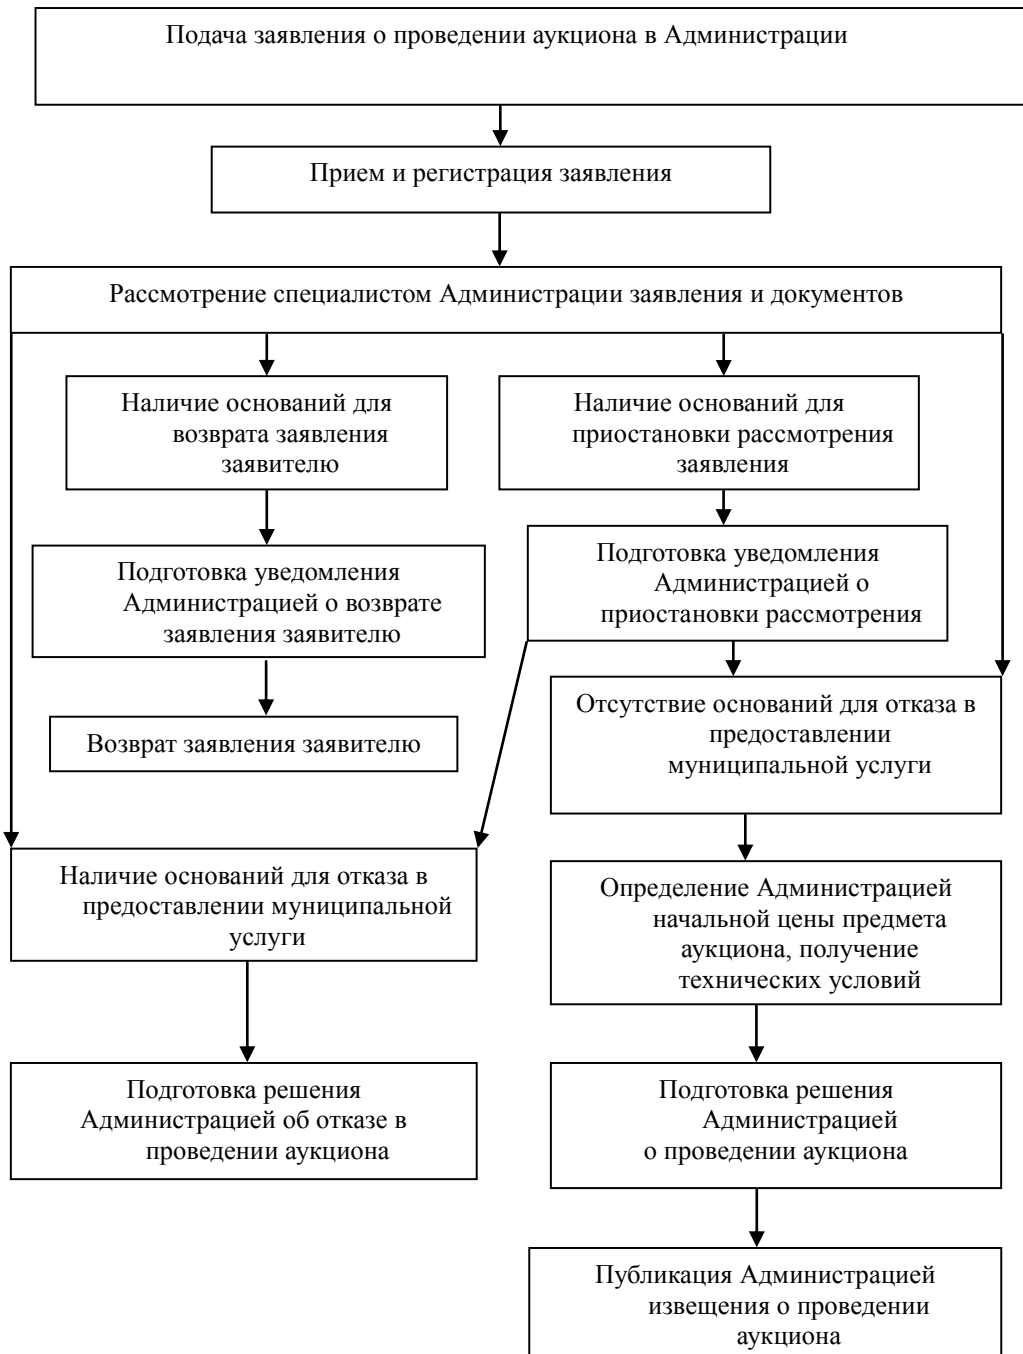 Подача заявления о проведении аукциона в Администрации
Прием и регистрация заявления
Рассмотрение специалистом Администрации заявления и документов
Наличие оснований для
возврата заявления
заявителю
Наличие оснований для
приостановки рассмотрения
заявления
Подготовка уведомления
Администрацией о возврате
заявления заявителю
Подготовка уведомления
Администрацией о
приостановки рассмотрения
Возврат заявления заявителю
Отсутствие оснований для отказа в
предоставлении
муниципальной услуги
Наличие оснований для отказа в
предоставлении муниципальной
услуги
Определение Администрацией
начальной цены предмета
аукциона, получение
технических условий
Подготовка решения
Администрацией об отказе в
проведении аукциона
Подготовка решения
Администрацией
о проведении аукциона
Публикация Администрацией
извещения о проведении
аукциона